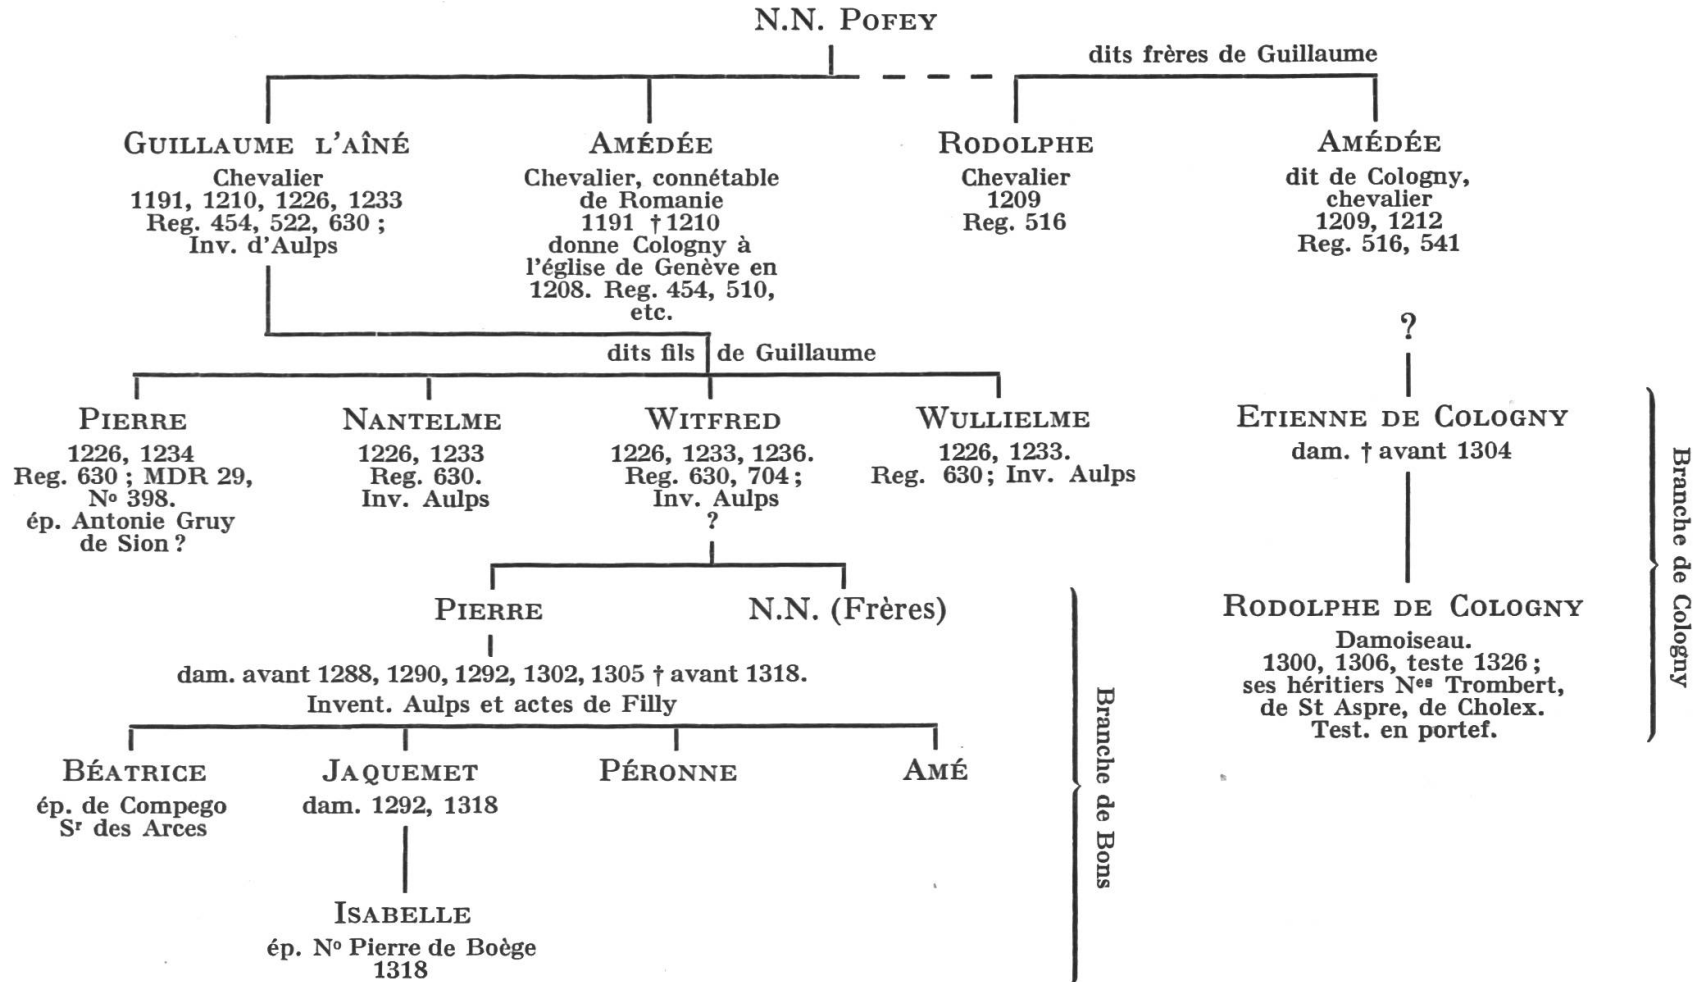 N.N. POFEY
dits frères de Guillaume
GUILLAUME L'AÎNÉ
Chevalier
1191, 1210, 1226, 1233
Reg. 454, 522, 630 ;
Inv. d'Aulps
AMÉDÉE
Chevalier, connétable
de Romanie
1191 † 1210
donne Cologny à
l'église de Genève en
1208. Reg. 454, 510,
etc.
RODOLPHE
Chevalier
1209
Reg. 516
AMÉDÉE
dit de Cologny,
chevalier
1209, 1212
Reg. 516, 541
?
dits fils de Guillaume
PIERRE
1226, 1234
Reg. 630 ; MDR 29,
Nº 398.
ép. Antonie Gruy
de Sion ?
NANTELME
1226, 1233
Reg. 630.
Inv. Aulps
WITFRED
1226, 1233, 1236.
Reg. 630, 704 ;
Inv. Aulps
?
WULLIELME
1226, 1233.
Reg. 630 ; Inv. Aulps
ETIENNE DE COLOGNY
dam. † avant 1304
RODOLPHE DE COLOGNY
Damoiseau.
1300, 1306, teste 1326 ;
ses héritiers Nᵉˢ Trombert,
de St Aspre, de Cholex.
Test. en portef.
Branche de Cologny
PIERRE
N.N. (Frères)
dam. avant 1288, 1290, 1292, 1302, 1305 † avant 1318.
Invent. Aulps et actes de Filly
BÉATRICE
ép. de Compego
Sʳ des Arces
JAQUEMET
dam. 1292, 1318
PÉRONNE
AMÉ
ISABELLE
ép. Nº Pierre de Boège
1318
Branche de Bons